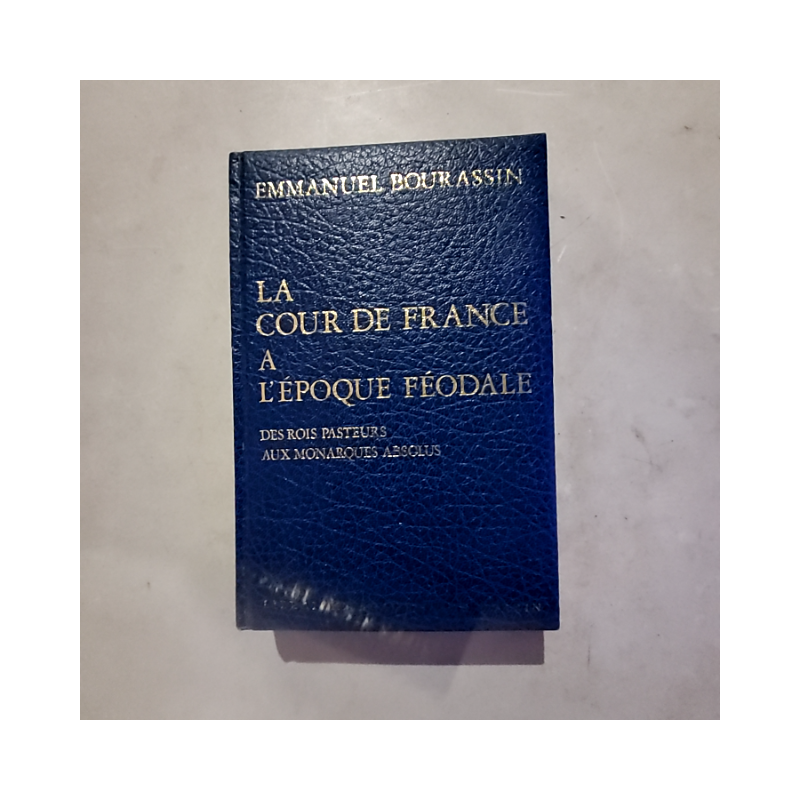 EMMANUEL BOURASSIN
LA
COUR DE FRANCE
A
L'ÉPOQUE FÉODALE
DES ROIS PASTEURS
AUX MONARQUES ABSOLUS